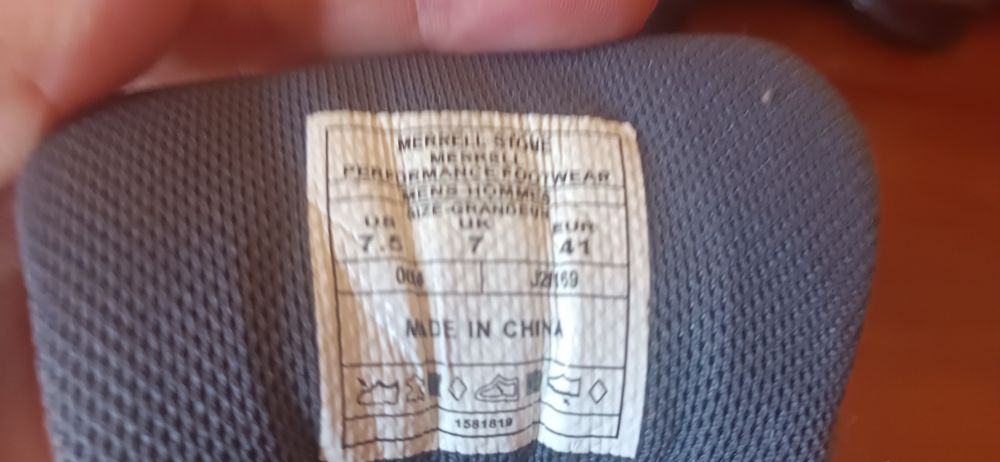 MERRELL STONE
MERRELL
PERFORMANCE FOOTWEAR
MENS-HOMMES
SIZE-GRANDEUR
US UK EUR
7.5 7 41
MADE IN CHINA
1581819